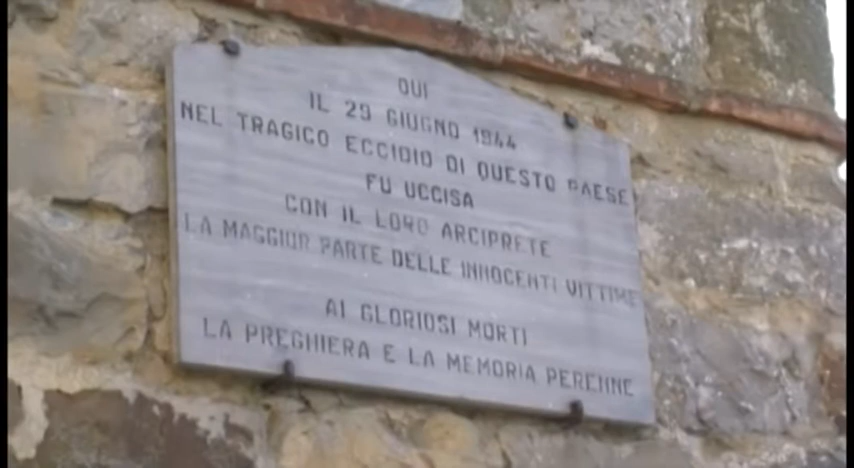 QUI
IL 29 GIUGNO 1944
NEL TRAGICO ECCIDIO DI QUESTO PAESE
FU UCCISA
CON IL LORO ARCIPRETE
LA MAGGIOR PARTE DELLE INNOCENTI VITTIME
AI GLORIOSI MORTI
LA PREGHIERA E LA MEMORIA PERENNE